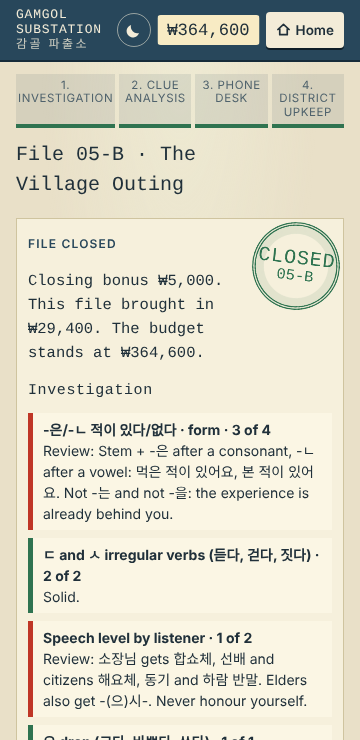 GAMGOL
SUBSTATION
감골 파출소
₩364,600
Home
1.
INVESTIGATION
2. CLUE
ANALYSIS
3. PHONE
DESK
4.
DISTRICT
UPKEEP
File 05-B · The
Village Outing
FILE CLOSED
CLOSED
05-B
Closing bonus ₩5,000.
This file brought in
₩29,400. The budget
stands at ₩364,600.
Investigation
-은/-ㄴ 적이 있다/없다 · form · 3 of 4
Review: Stem + -은 after a consonant, -ㄴ
after a vowel: 먹은 적이 있어요, 본 적이 있어
요. Not -는 and not -을: the experience is
already behind you.
ㄷ and ㅅ irregular verbs (듣다, 걷다, 짓다) ·
2 of 2
Solid.
Speech level by listener · 1 of 2
Review: 소장님 gets 합쇼체, 선배 and
citizens 해요체, 동기 and 하람 반말. Elders
also get -(으)시-. Never honour yourself.